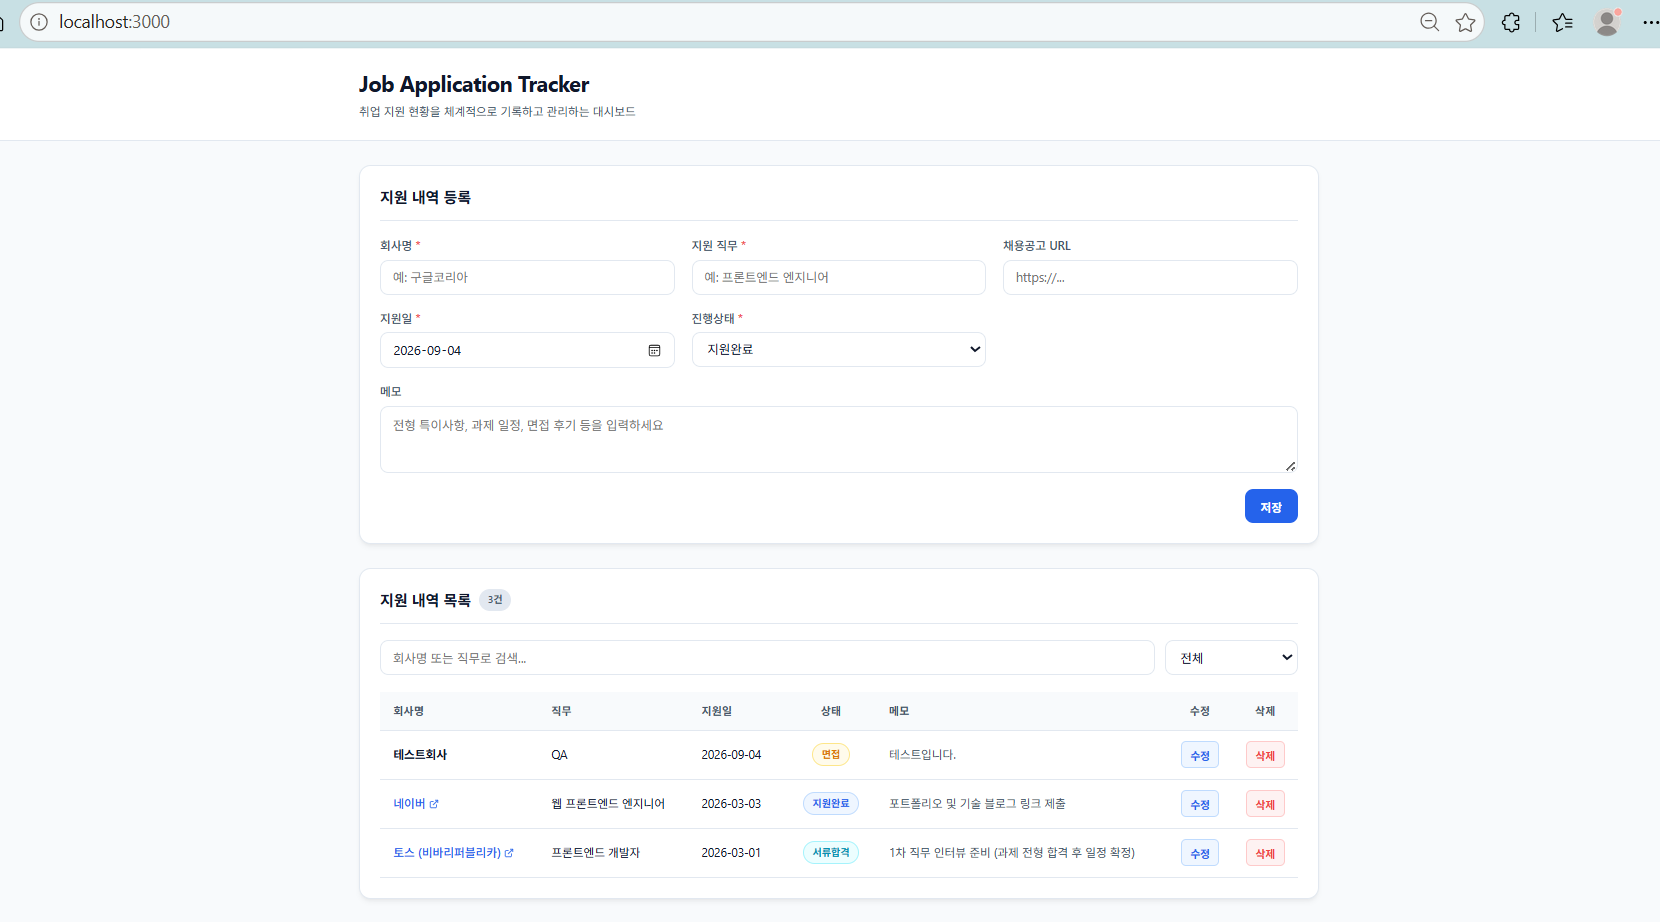 localhost:3000
Job Application Tracker
취업 지원 현황을 체계적으로 기록하고 관리하는 대시보드
지원 내역 등록
회사명 * 지원 직무 * 채용공고 URL
예: 구글코리아 예: 프론트엔드 엔지니어 https://...
지원일 * 진행상태 *
2026-09-04 지원완료
메모
전형 특이사항, 과제 일정, 면접 후기 등을 입력하세요
저장
지원 내역 목록 3건
회사명 또는 직무로 검색... 전체
회사명 직무 지원일 상태 메모 수정 삭제
테스트회사 QA 2026-09-04 면접 테스트입니다. 수정 삭제
네이버 웹 프론트엔드 엔지니어 2026-03-03 지원완료 포트폴리오 및 기술 블로그 링크 제출 수정 삭제
토스 (비바리퍼블리카) 프론트엔드 개발자 2026-03-01 서류합격 1차 직무 인터뷰 준비 (과제 전형 합격 후 일정 확정) 수정 삭제